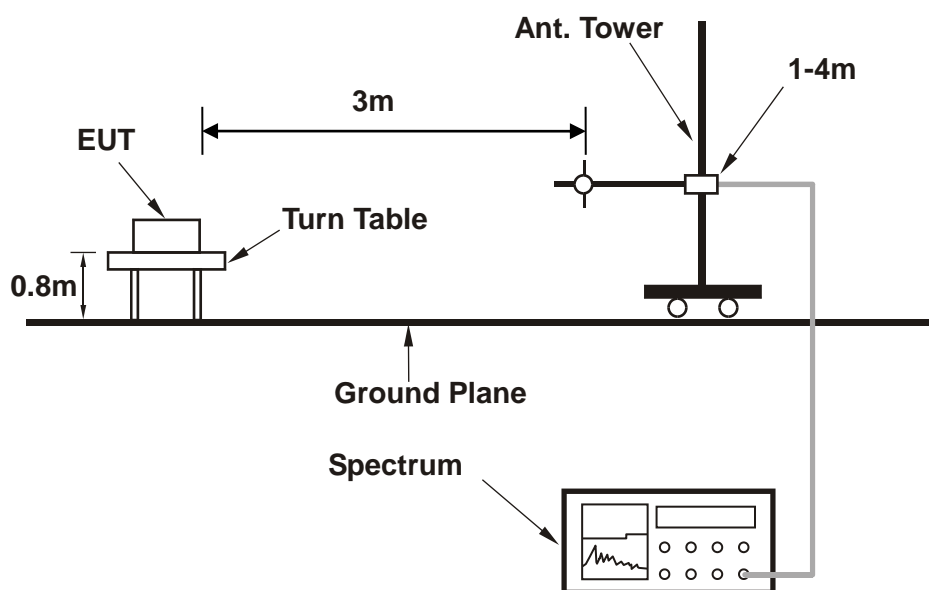 Ant. Tower
1-4m
3m
EUT
Turn Table
0.8m
Ground Plane
Spectrum